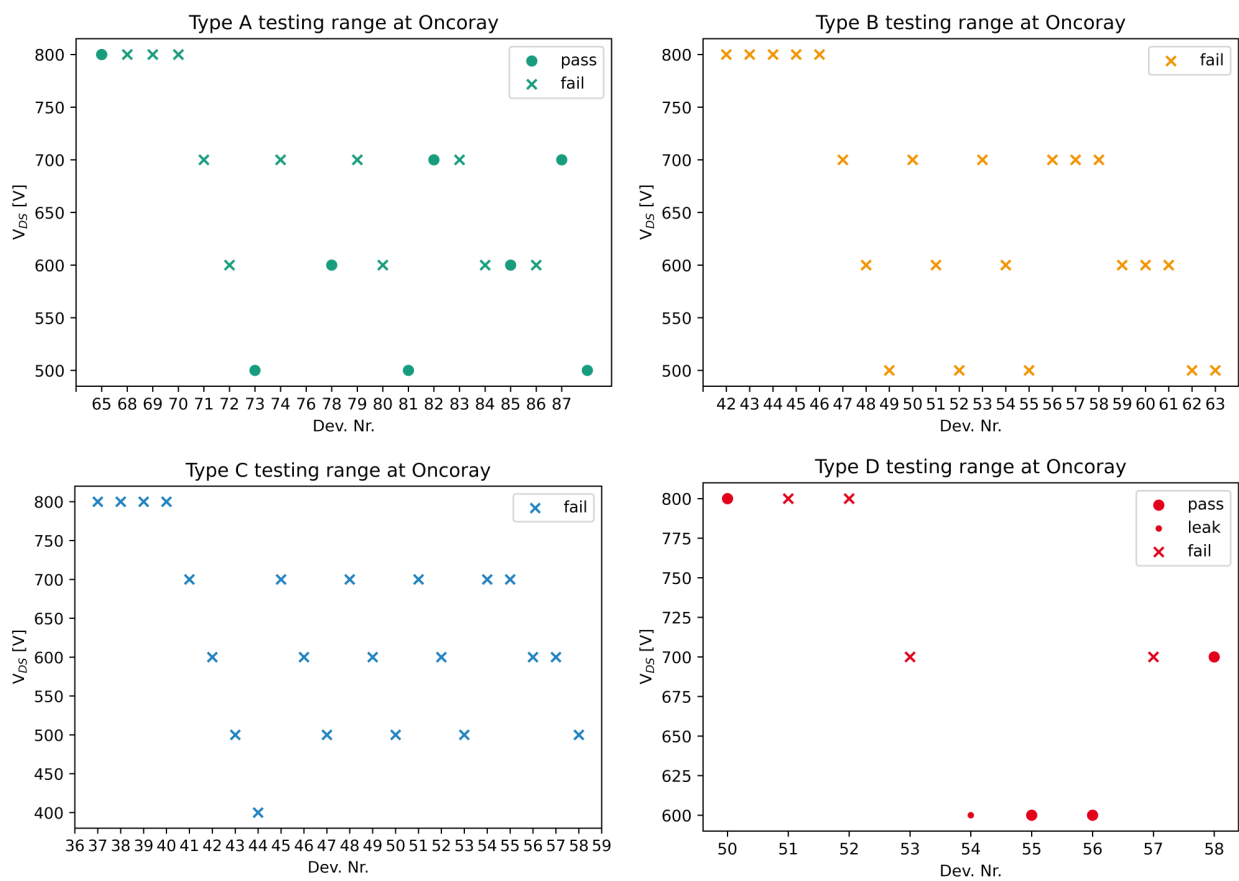 Type A testing range at Oncoray
800
750
700
650
600
550
500
V_DS [V]
pass
fail
65 68 69 70 71 72 73 74 76 78 79 80 81 82 83 84 85 86 87
Dev. Nr.
Type B testing range at Oncoray
800
750
700
650
600
550
500
V_DS [V]
fail
42 43 44 45 46 47 48 49 50 51 52 53 54 55 56 57 58 59 60 61 62 63
Dev. Nr.
Type C testing range at Oncoray
800
750
700
650
600
550
500
450
400
V_DS [V]
fail
36 37 38 39 40 41 42 43 44 45 46 47 48 49 50 51 52 53 54 55 56 57 58 59
Dev. Nr.
Type D testing range at Oncoray
800
775
750
725
700
675
650
625
600
V_DS [V]
pass
leak
fail
50 51 52 53 54 55 56 57 58
Dev. Nr.